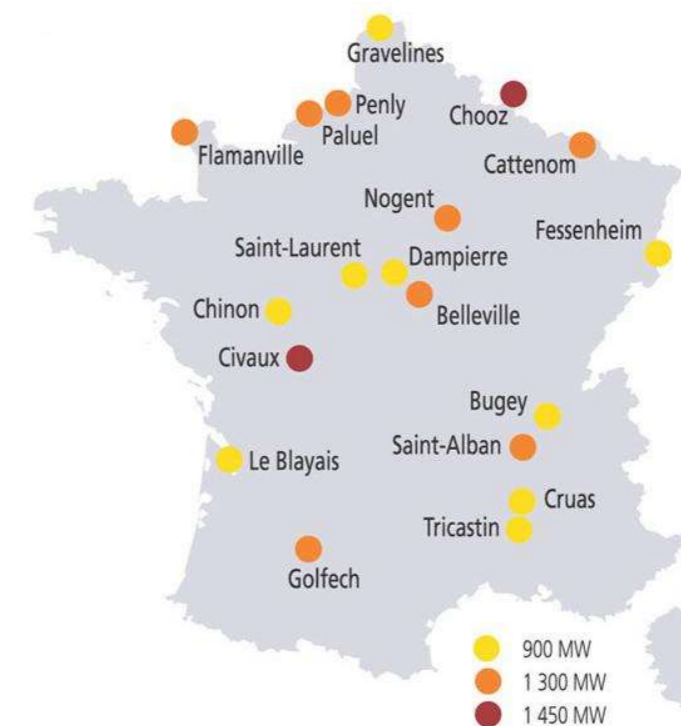 Gravelines
Penly
Chooz
Paluel
Flamanville
Cattenom
Nogent
Fessenheim
Saint-Laurent
Dampierre
Chinon
Belleville
Civaux
Bugey
Saint-Alban
Le Blayais
Cruas
Tricastin
Golfech
900 MW
1 300 MW
1 450 MW